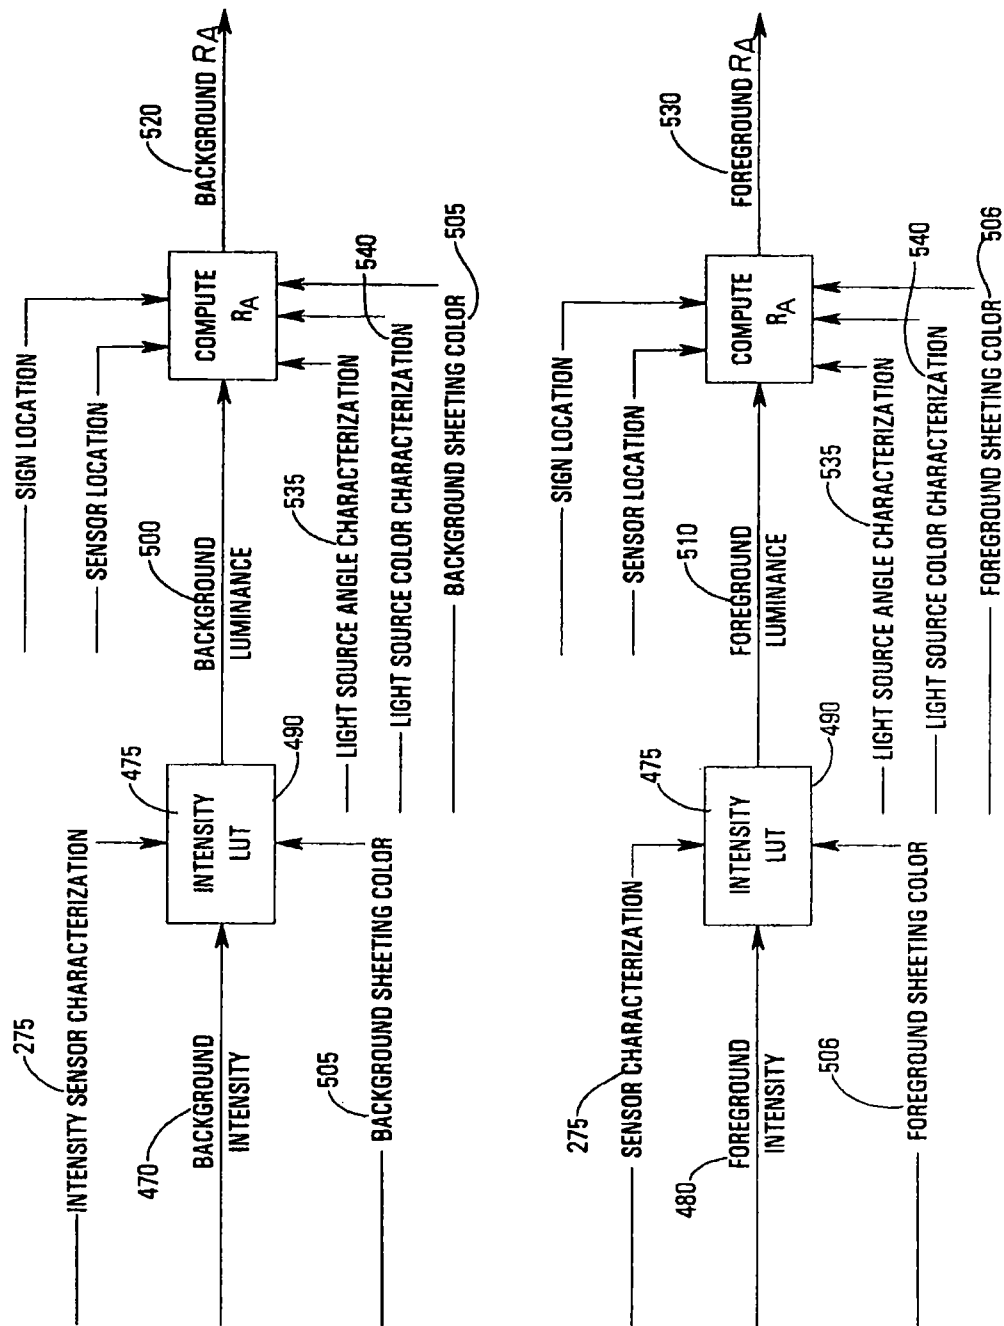 275
INTENSITY SENSOR CHARACTERIZATION
470
BACKGROUND
INTENSITY
505
BACKGROUND SHEETING COLOR
475
INTENSITY
LUT
490
SIGN LOCATION
SENSOR LOCATION
500
BACKGROUND
LUMINANCE
535
LIGHT SOURCE ANGLE CHARACTERIZATION
540
LIGHT SOURCE COLOR CHARACTERIZATION
505
BACKGROUND SHEETING COLOR
COMPUTE
RA
520
BACKGROUND RA
275
SENSOR CHARACTERIZATION
480
FOREGROUND
INTENSITY
506
FOREGROUND SHEETING COLOR
475
INTENSITY
LUT
490
SIGN LOCATION
SENSOR LOCATION
510
FOREGROUND
LUMINANCE
535
LIGHT SOURCE ANGLE CHARACTERIZATION
540
LIGHT SOURCE COLOR CHARACTERIZATION
506
FOREGROUND SHEETING COLOR
COMPUTE
RA
530
FOREGROUND RA